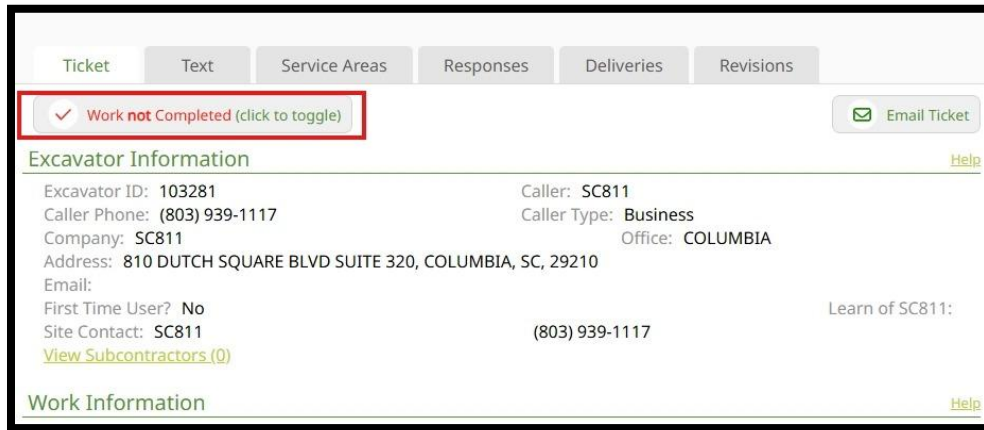 Ticket Text Service Areas Responses Deliveries Revisions
Work not Completed (click to toggle) Email Ticket
Excavator Information Help
Excavator ID: 103281 Caller: SC811
Caller Phone: (803) 939-1117 Caller Type: Business
Company: SC811 Office: COLUMBIA
Address: 810 DUTCH SQUARE BLVD SUITE 320, COLUMBIA, SC, 29210
Email:
First Time User? No Learn of SC811:
Site Contact: SC811 (803) 939-1117
View Subcontractors (0)
Work Information Help